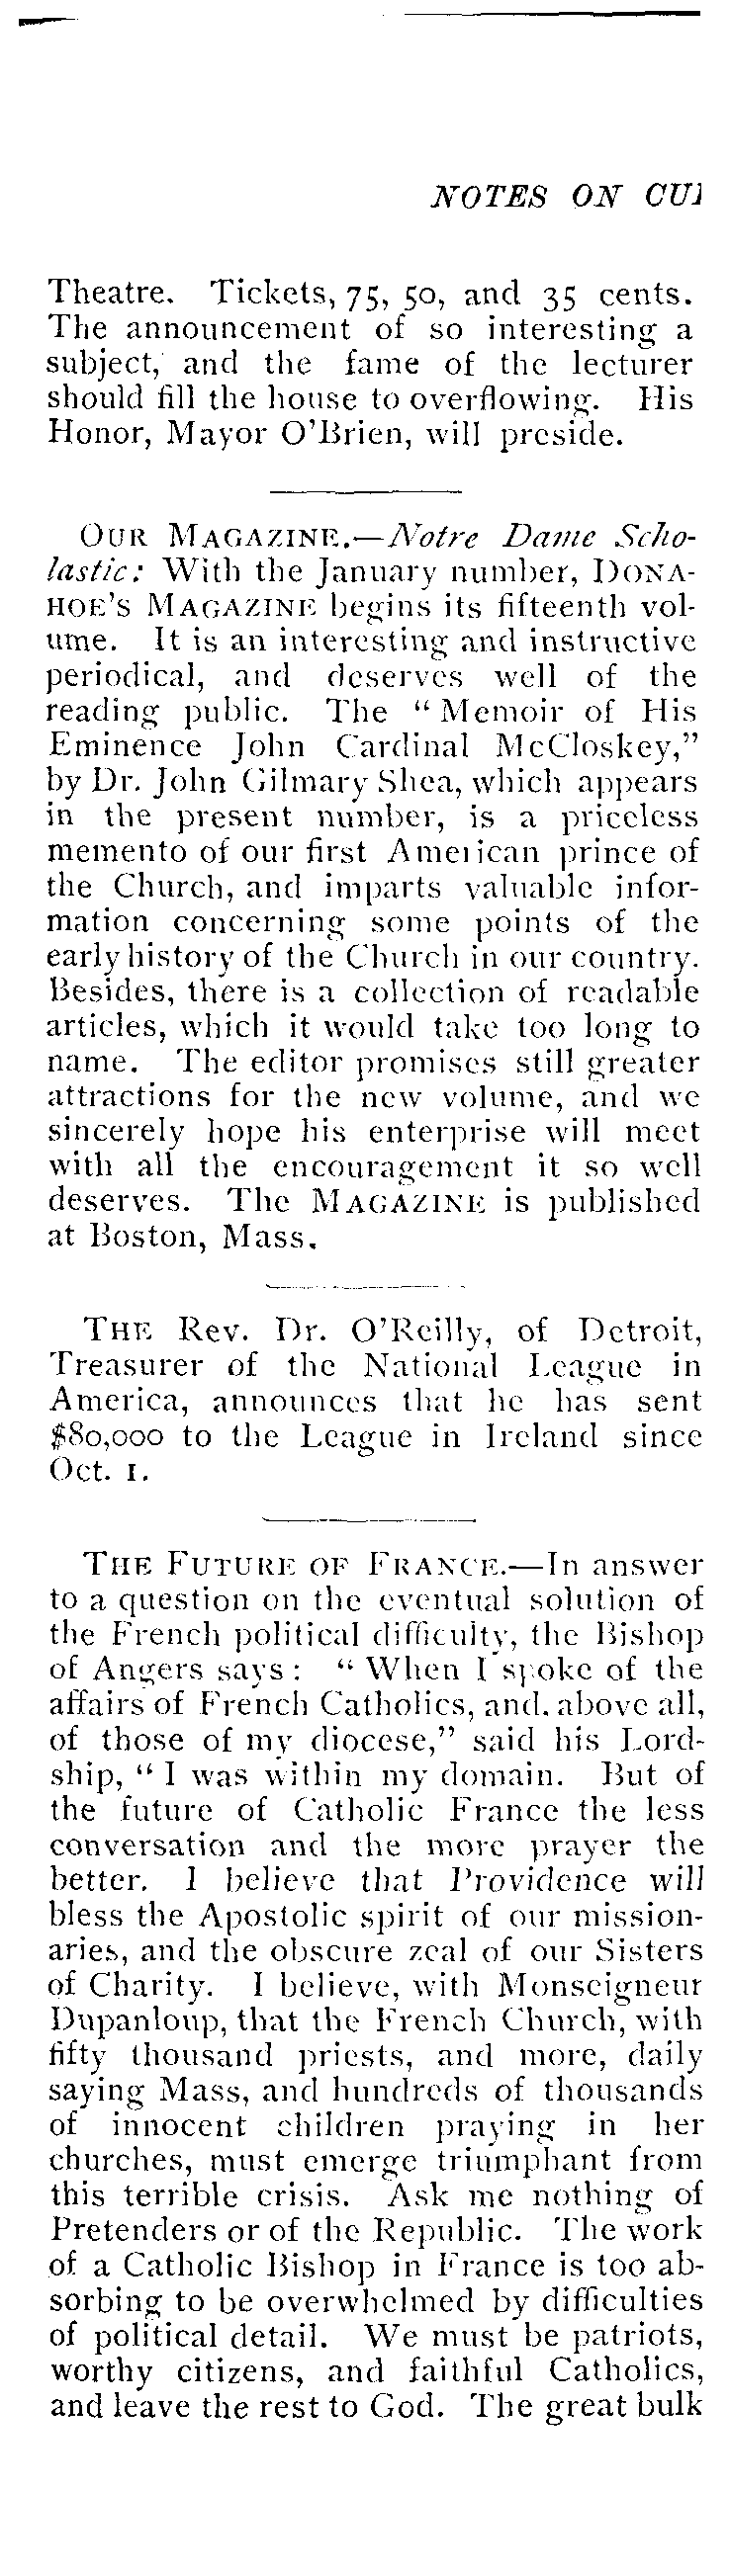 NOTES ON CU
Theatre. Tickets, 75, 50, and 35 cents.
The announcement of so interesting a
subject, and the fame of the lecturer
should fill the house to overflowing. His
Honor, Mayor O'Brien, will preside.
OUR MAGAZINE.—Notre Dame Scho-
lastic: With the January number, DONA-
HOE'S MAGAZINE begins its fifteenth vol-
ume. It is an interesting and instructive
periodical, and deserves well of the
reading public. The “Memoir of His
Eminence John Cardinal McCloskey,”
by Dr. John Gilmary Shea, which appears
in the present number, is a priceless
memento of our first American prince of
the Church, and imparts valuable infor-
mation concerning some points of the
early history of the Church in our country.
Besides, there is a collection of readable
articles, which it would take too long to
name. The editor promises still greater
attractions for the new volume, and we
sincerely hope his enterprise will meet
with all the encouragement it so well
deserves. The MAGAZINE is published
at Boston, Mass.
THE Rev. Dr. O'Reilly, of Detroit,
Treasurer of the National League in
America, announces that he has sent
$80,000 to the League in Ireland since
Oct. 1.
THE FUTURE OF FRANCE.—In answer
to a question on the eventual solution of
the French political difficulty, the Bishop
of Angers says: “When I spoke of the
affairs of French Catholics, and. above all,
of those of my diocese,” said his Lord-
ship, “I was within my domain. But of
the future of Catholic France the less
conversation and the more prayer the
better. I believe that Providence will
bless the Apostolic spirit of our mission-
aries, and the obscure zeal of our Sisters
of Charity. I believe, with Monseigneur
Dupanloup, that the French Church, with
fifty thousand priests, and more, daily
saying Mass, and hundreds of thousands
of innocent children praying in her
churches, must emerge triumphant from
this terrible crisis. Ask me nothing of
Pretenders or of the Republic. The work
of a Catholic Bishop in France is too ab-
sorbing to be overwhelmed by difficulties
of political detail. We must be patriots,
worthy citizens, and faithful Catholics,
and leave the rest to God. The great bulk